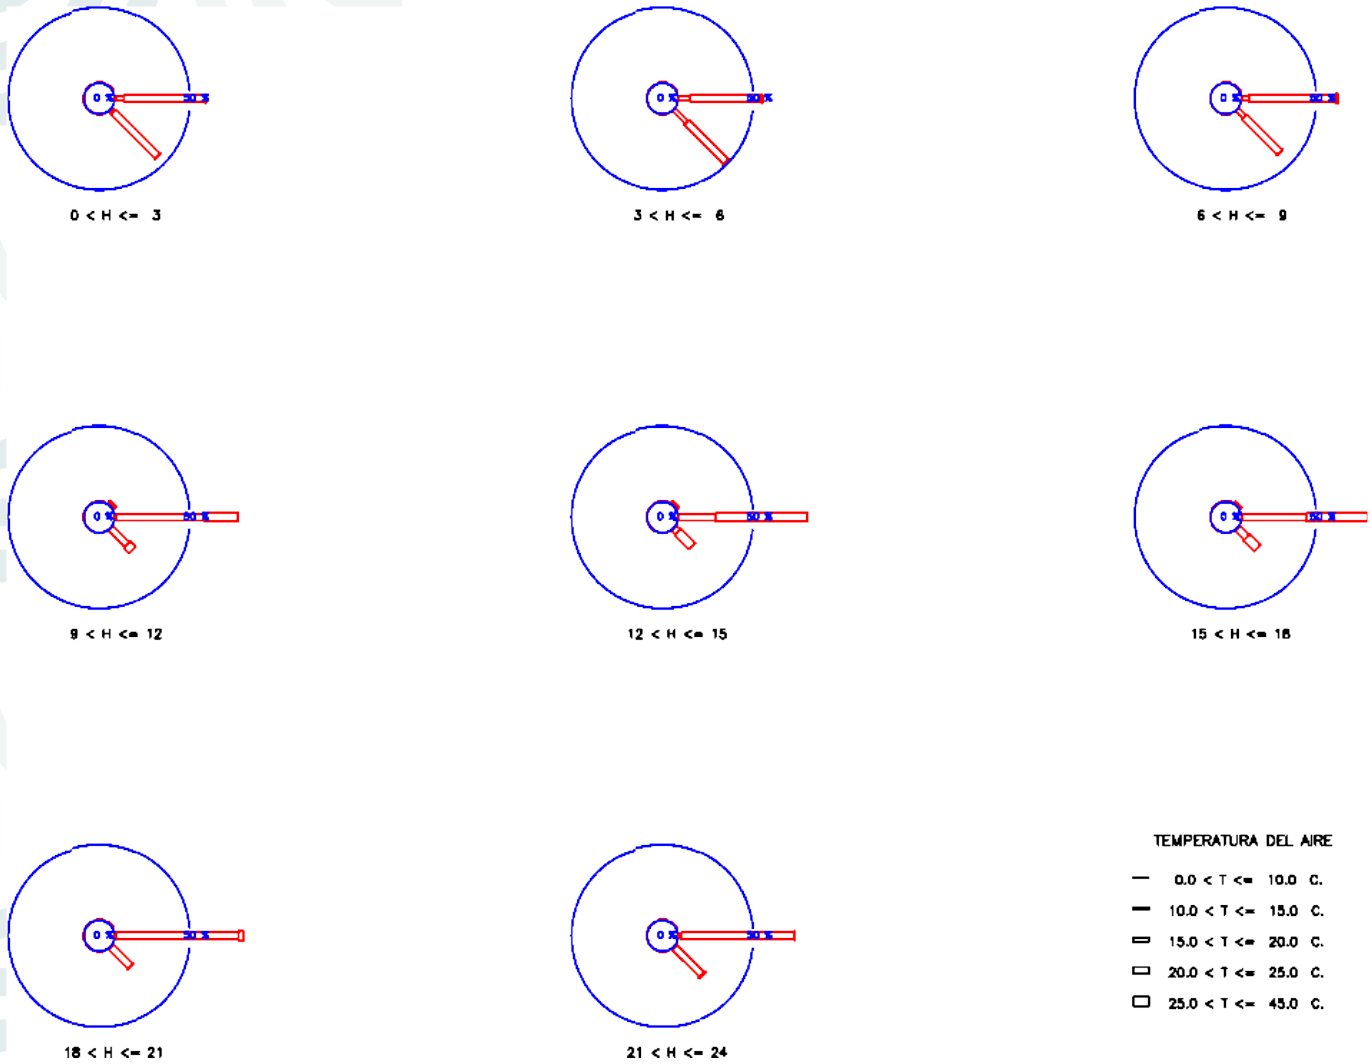 0 %
50 %
0 < H <= 3
0 %
50 %
3 < H <= 6
0 %
50 %
6 < H <= 9
0 %
50 %
9 < H <= 12
0 %
50 %
12 < H <= 15
0 %
50 %
15 < H <= 18
0 %
50 %
18 < H <= 21
0 %
50 %
21 < H <= 24
TEMPERATURA DEL AIRE
0.0 < T <= 10.0 C.
10.0 < T <= 15.0 C.
15.0 < T <= 20.0 C.
20.0 < T <= 25.0 C.
25.0 < T <= 45.0 C.